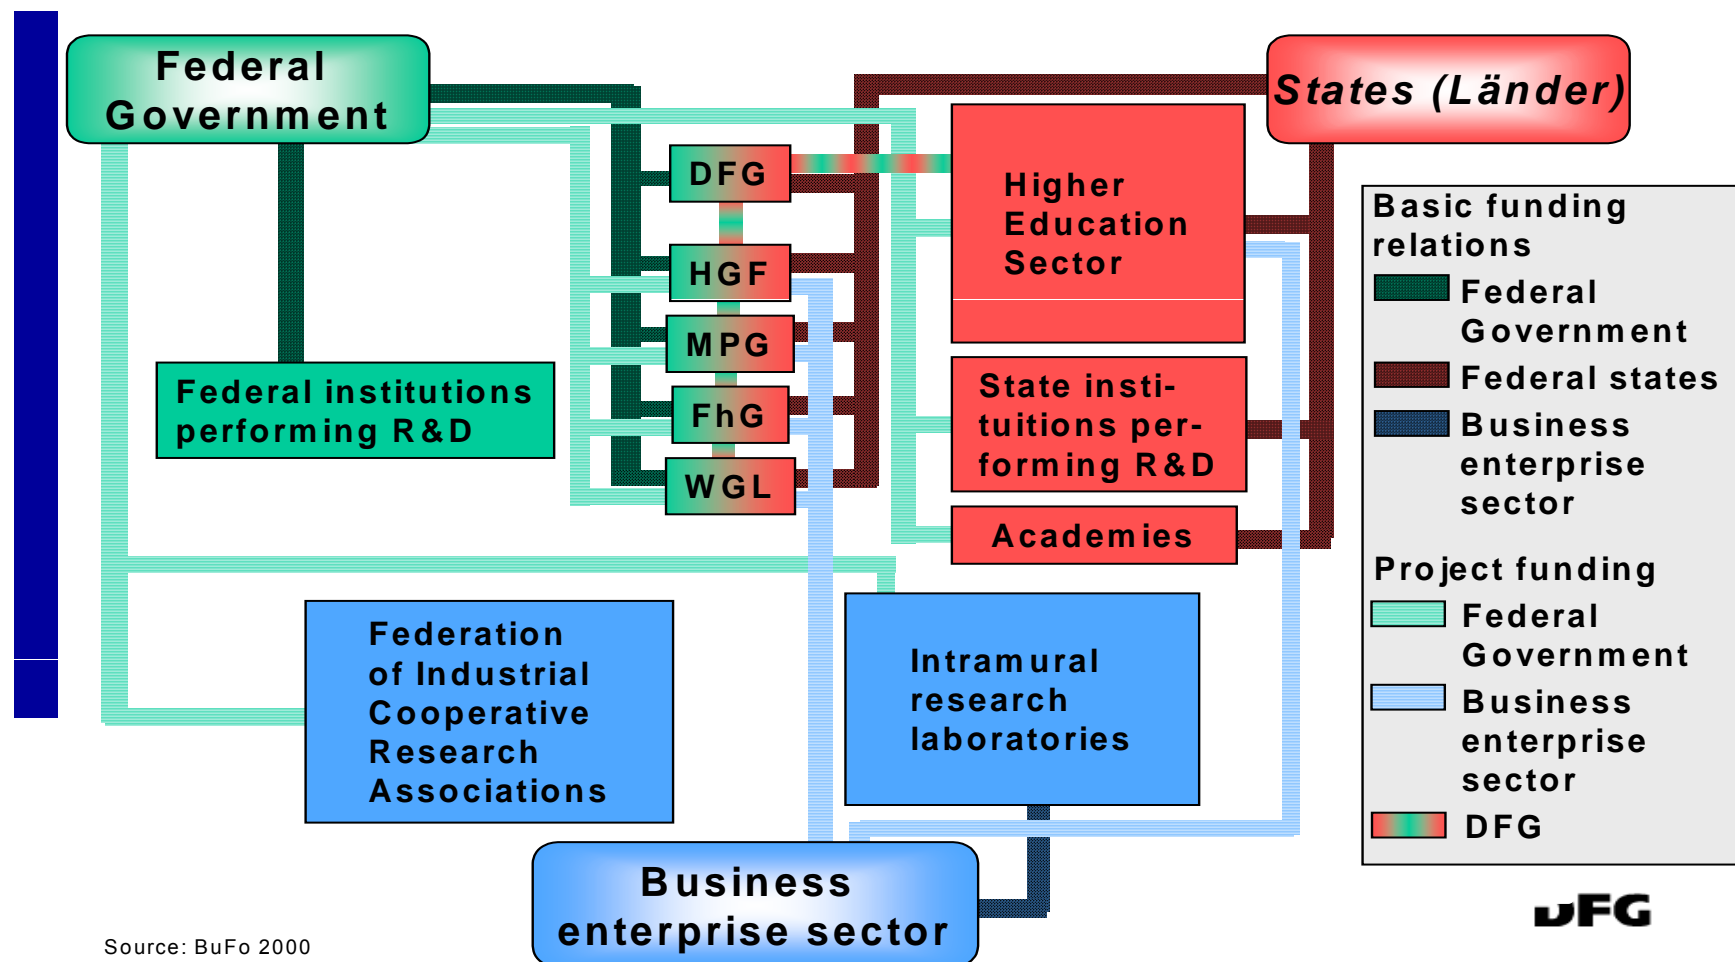 Federal
Government
States (Länder)
DFG
HGF
MPG
FhG
WGL
Higher
Education
Sector
Federal institutions
performing R&D
State insti-
tuitions per-
forming R&D
Academies
Federation
of Industrial
Cooperative
Research
Associations
Intramural
research
laboratories
Business
enterprise sector
Basic funding
relations
Federal
Government
Federal states
Business
enterprise
sector
Project funding
Federal
Government
Business
enterprise
sector
DFG
DFG
Source: BuFo 2000